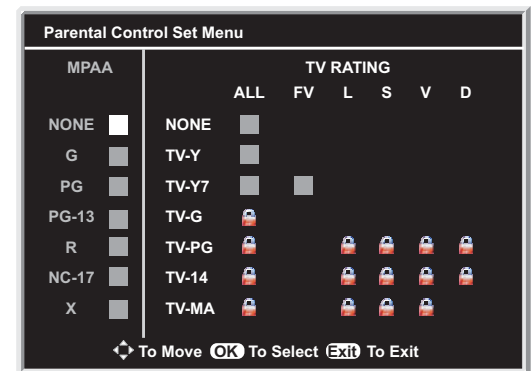 Parental Control Set Menu
MPAA TV RATING
ALL FV L S V D
NONE NONE
G TV-Y
PG TV-Y7
PG-13 TV-G
R TV-PG
NC-17 TV-14
X TV-MA
To Move OK To Select Exit To Exit